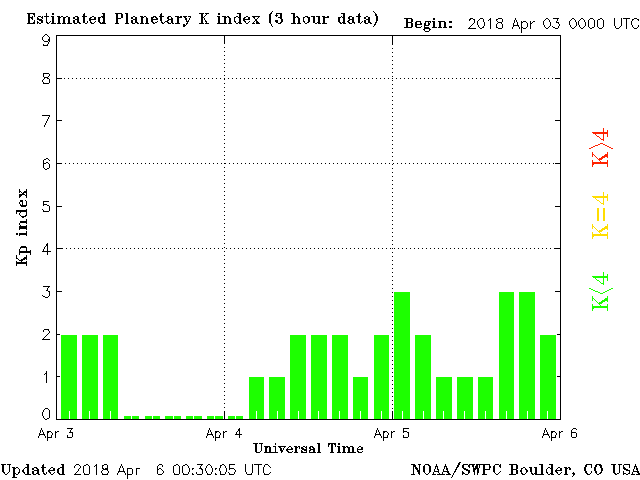 Estimated Planetary K index (3 hour data)
Begin: 2018 Apr 03 0000 UTC
9
8
7
6
5
4
3
2
1
0
Kp index
Apr 3
Apr 4
Apr 5
Apr 6
Universal Time
K>4
K=4
K<4
Updated 2018 Apr 6 00:30:05 UTC
NOAA/SWPC Boulder, CO USA